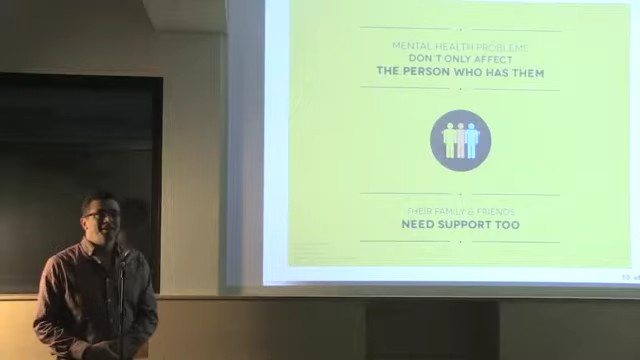 MENTAL HEALTH PROBLEMS
DON'T ONLY AFFECT
THE PERSON WHO HAS THEM
THEIR FAMILY & FRIENDS
NEED SUPPORT TOO